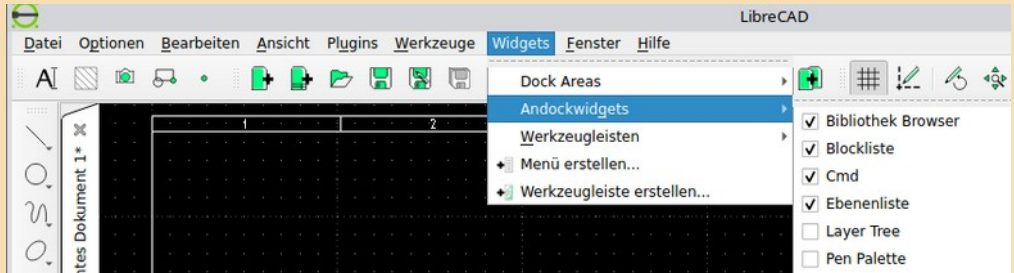 LibreCAD
Datei Optionen Bearbeiten Ansicht Plugins Werkzeuge Widgets Fenster Hilfe
A
Dock Areas
Andockwidgets
Werkzeugleisten
Menü erstellen...
Werkzeugleiste erstellen...
Bibliothek Browser
Blockliste
Cmd
Ebenenliste
Layer Tree
Pen Palette
1 2
Dokument 1*